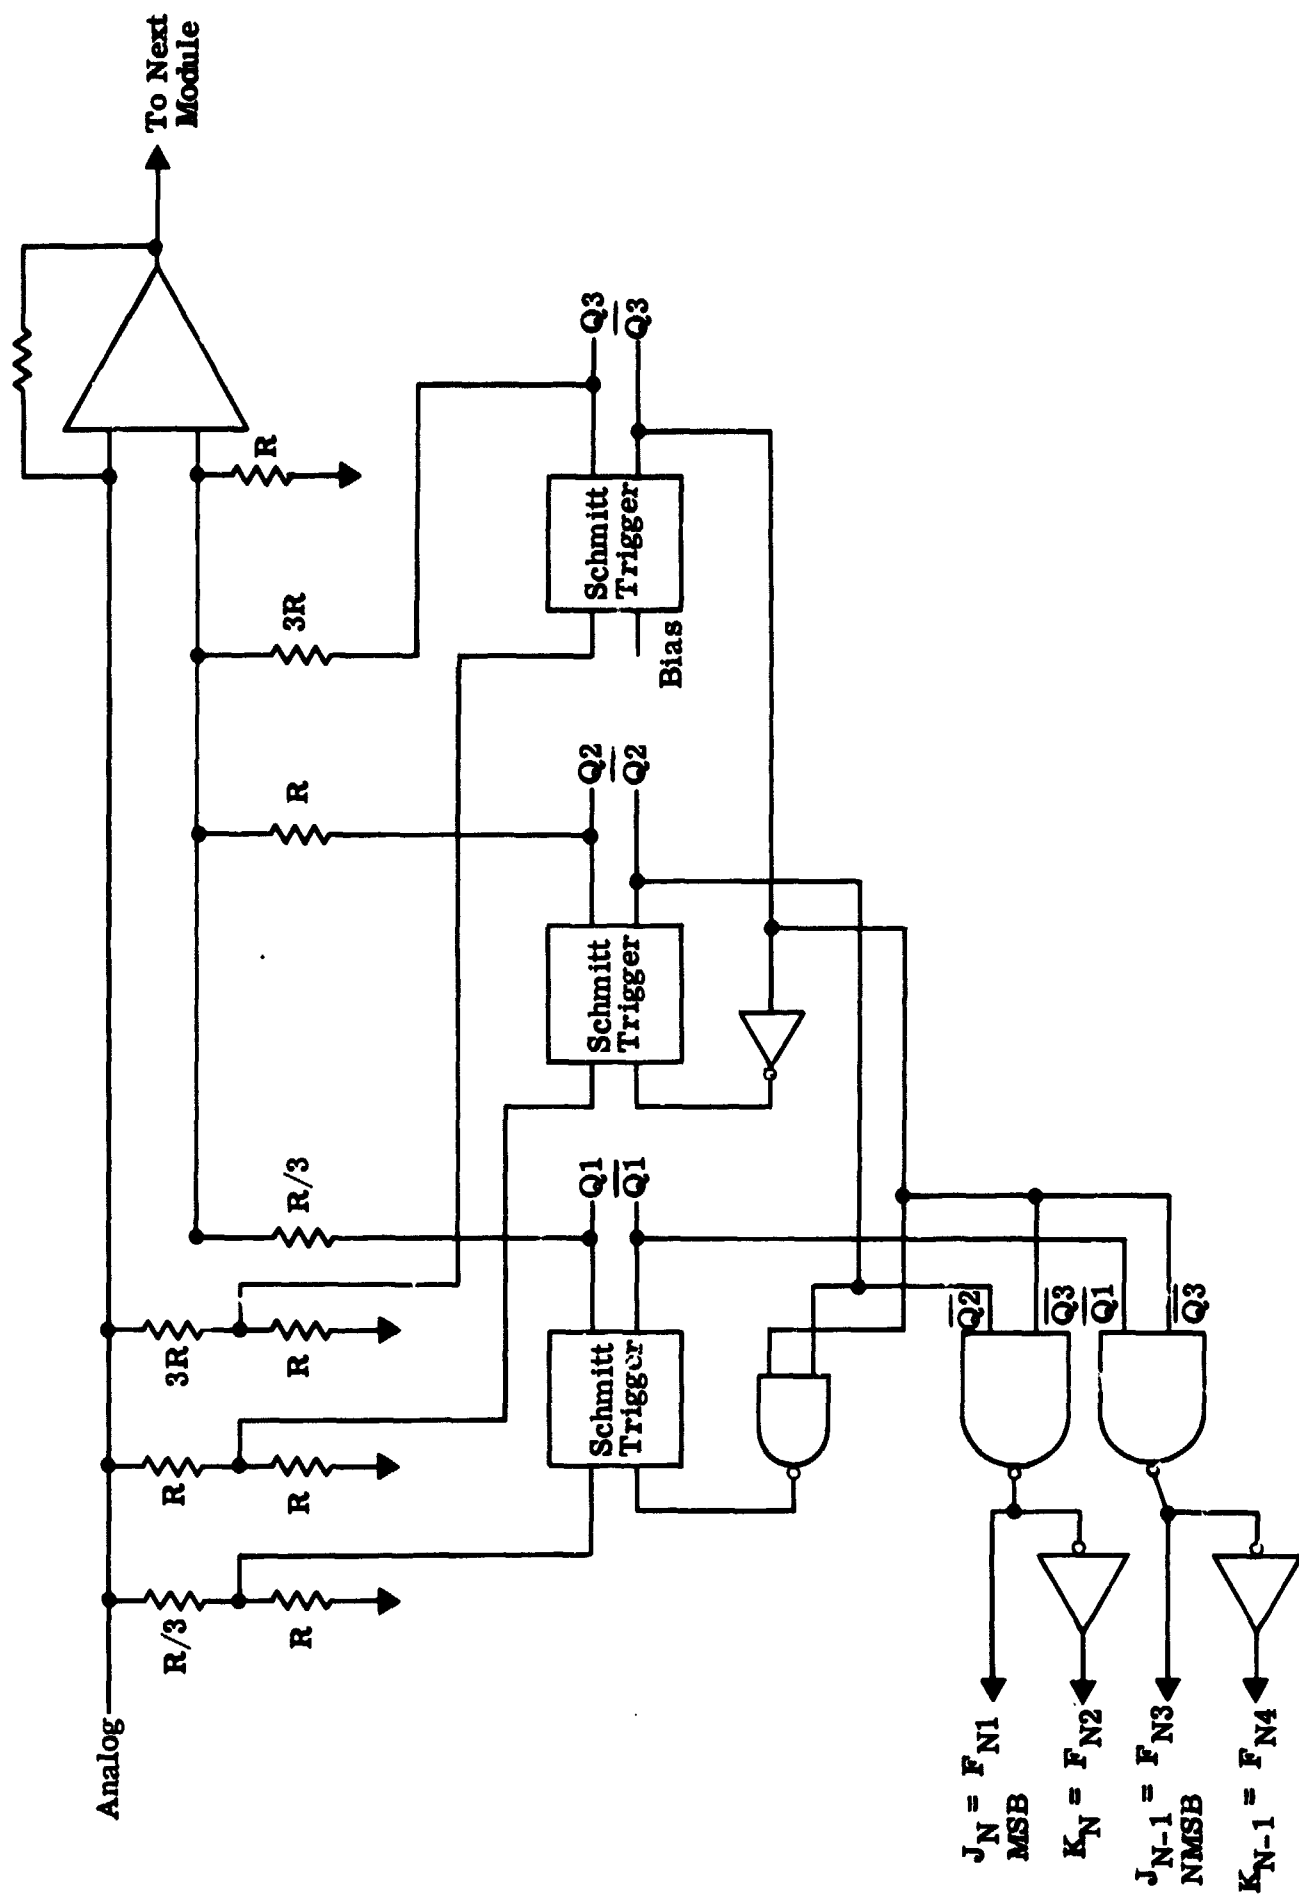 To Next
Module
R
3R
R
R/3
3R
R
R
R
R/3
R
Analog
Q3
Q3
Schmitt
Trigger
Bias
Q2
Q2
Schmitt
Trigger
Q1
Q1
Schmitt
Trigger
Q2
Q3
Q1
Q3
J_N = F_N1
MSB
K_N = F_N2
J_N-1 = F_N3
NMSB
K_N-1 = F_N4